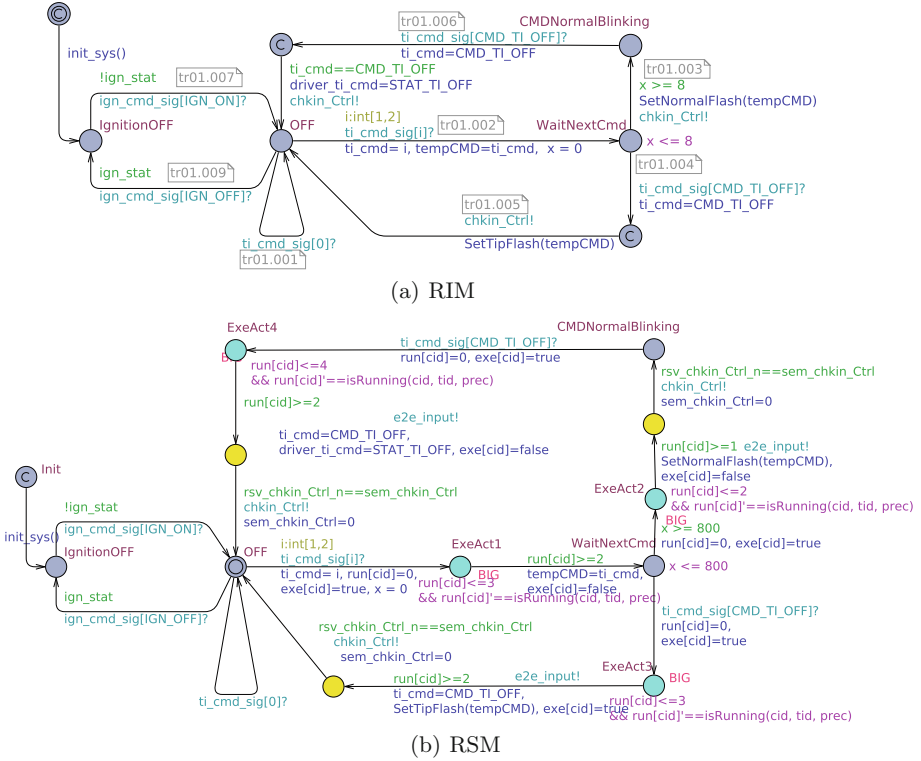 tr01.006
CMDNormalBlinking
ti_cmd_sig[CMD_TI_OFF]?
ti_cmd=CMD_TI_OFF
init_sys()
!ign_stat
tr01.007
ign_cmd_sig[IGN_ON]?
ti_cmd==CMD_TI_OFF
driver_ti_cmd=STAT_TI_OFF
chkin_Ctrl!
tr01.003
x >= 8
SetNormalFlash(tempCMD)
chkin_Ctrl!
IgnitionOFF
OFF
i:int[1,2]
ti_cmd_sig[i]?
tr01.002
ti_cmd= i, tempCMD=ti_cmd, x = 0
WaitNextCmd
x <= 8
tr01.004
ign_stat
tr01.009
ign_cmd_sig[IGN_OFF]?
ti_cmd_sig[CMD_TI_OFF]?
ti_cmd=CMD_TI_OFF
tr01.005
chkin_Ctrl!
SetTipFlash(tempCMD)
ti_cmd_sig[0]?
tr01.001
(a) RIM
ExeAct4
CMDNormalBlinking
ti_cmd_sig[CMD_TI_OFF]?
run[cid]=0, exe[cid]=true
run[cid]<=4
&& run[cid]'==isRunning(cid, tid, prec)
run[cid]>=2
e2e_input!
ti_cmd=CMD_TI_OFF,
driver_ti_cmd=STAT_TI_OFF, exe[cid]=false
rsv_chkin_Ctrl_n==sem_chkin_Ctrl
chkin_Ctrl!
sem_chkin_Ctrl=0
run[cid]>=1 e2e_input!
SetNormalFlash(tempCMD),
exe[cid]=false
Init
init_sys()
!ign_stat
ign_cmd_sig[IGN_ON]?
IgnitionOFF
rsv_chkin_Ctrl_n==sem_chkin_Ctrl
chkin_Ctrl!
sem_chkin_Ctrl=0
ExeAct2
run[cid]<=2
&& run[cid]'==isRunning(cid, tid, prec)
BIG
x >= 800
run[cid]=0, exe[cid]=true
OFF
i:int[1,2]
ti_cmd_sig[i]?
ti_cmd= i, run[cid]=0,
exe[cid]=true, x = 0
ExeAct1
BIG
run[cid]<=3
&& run[cid]'==isRunning(cid, tid, prec)
run[cid]>=2
tempCMD=ti_cmd,
exe[cid]=false
WaitNextCmd
x <= 800
ign_stat
ign_cmd_sig[IGN_OFF]?
ti_cmd_sig[CMD_TI_OFF]?
run[cid]=0,
exe[cid]=true
rsv_chkin_Ctrl_n==sem_chkin_Ctrl
chkin_Ctrl!
sem_chkin_Ctrl=0
ti_cmd_sig[0]?
run[cid]>=2
e2e_input!
ti_cmd=CMD_TI_OFF,
SetTipFlash(tempCMD), exe[cid]=true
ExeAct3
BIG
run[cid]<=3
&& run[cid]'==isRunning(cid, tid, prec)
(b) RSM